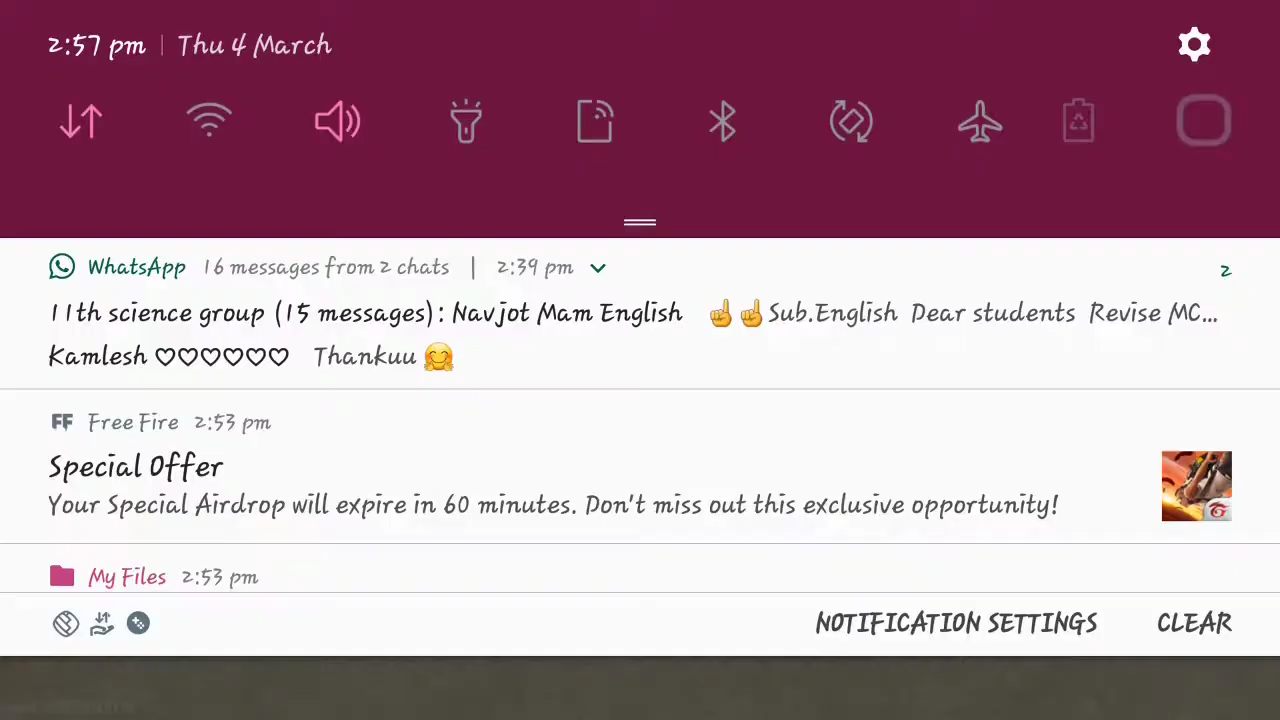 2:57 pm | Thu 4 March
WhatsApp 16 messages from 2 chats | 2:39 pm 2
11th science group (15 messages): Navjot Mam English ☝️☝️Sub.English Dear students Revise MC...
Kamlesh ♡♡♡♡♡♡ Thankuu 🤗
FF Free Fire 2:53 pm
Special Offer
Your Special Airdrop will expire in 60 minutes. Don't miss out this exclusive opportunity!
My Files 2:53 pm
NOTIFICATION SETTINGS CLEAR